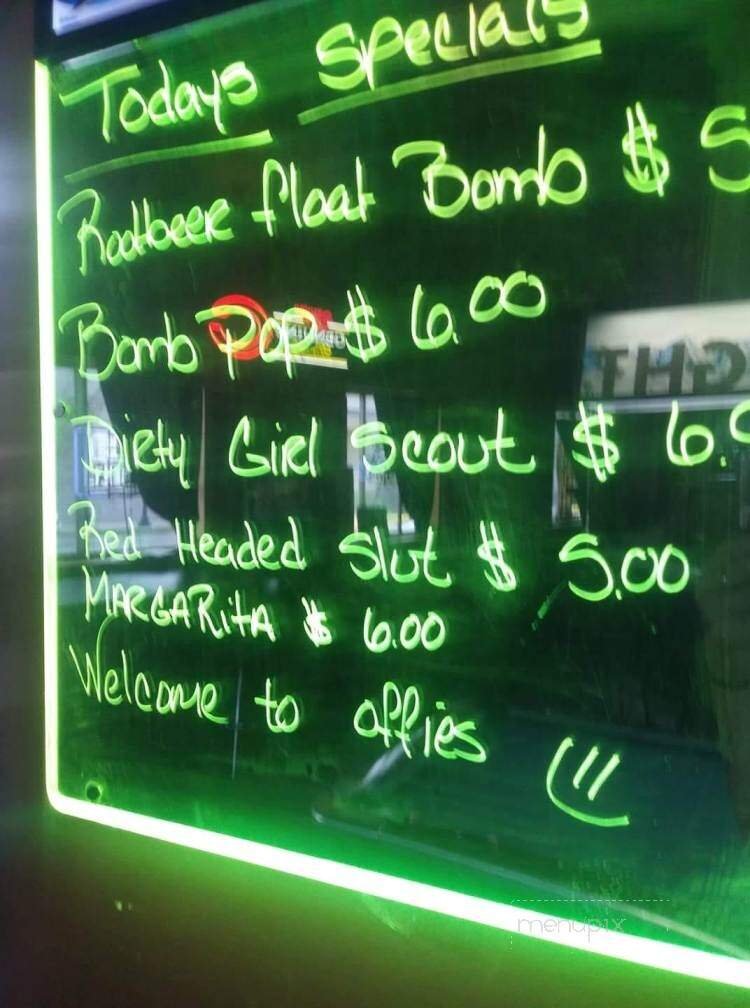 Todays Specials
Rootbeer float Bomb $ 5
Bomb Pop $ 6.00
Dirty Girl Scout $ 6.
Red Headed Slut $ 5.00
MARGARitA $ 6.00
Welcome to offies
menupix